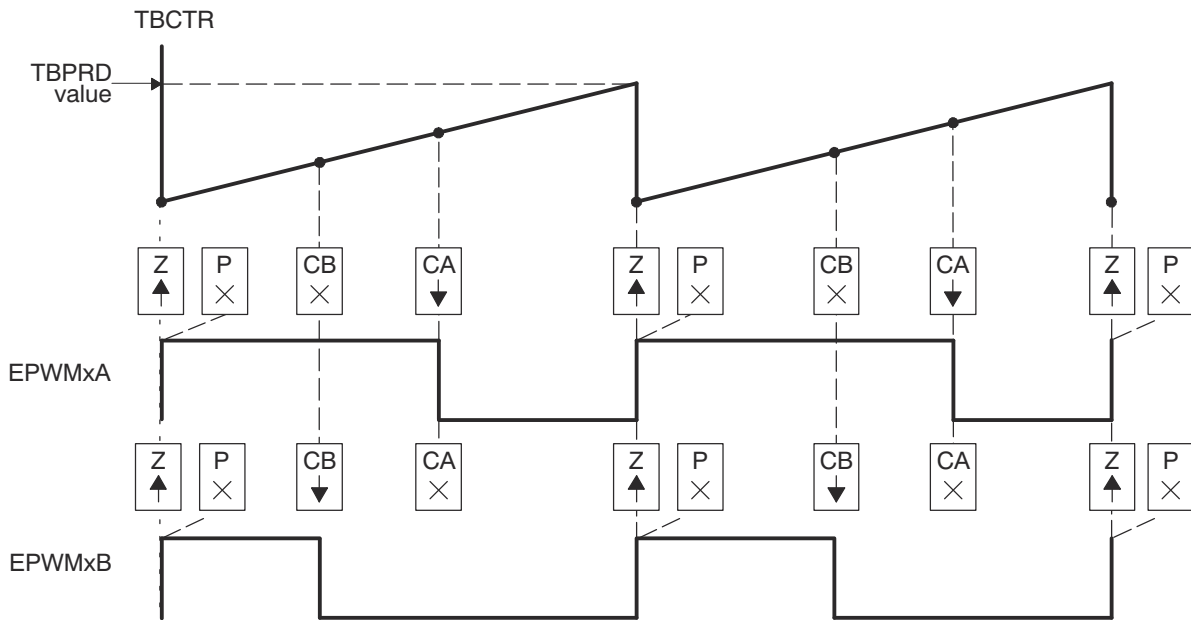 TBCTR
TBPRD
value
Z P CB CA Z P CB CA Z P
EPWMxA
Z P CB CA Z P CB CA Z P
EPWMxB